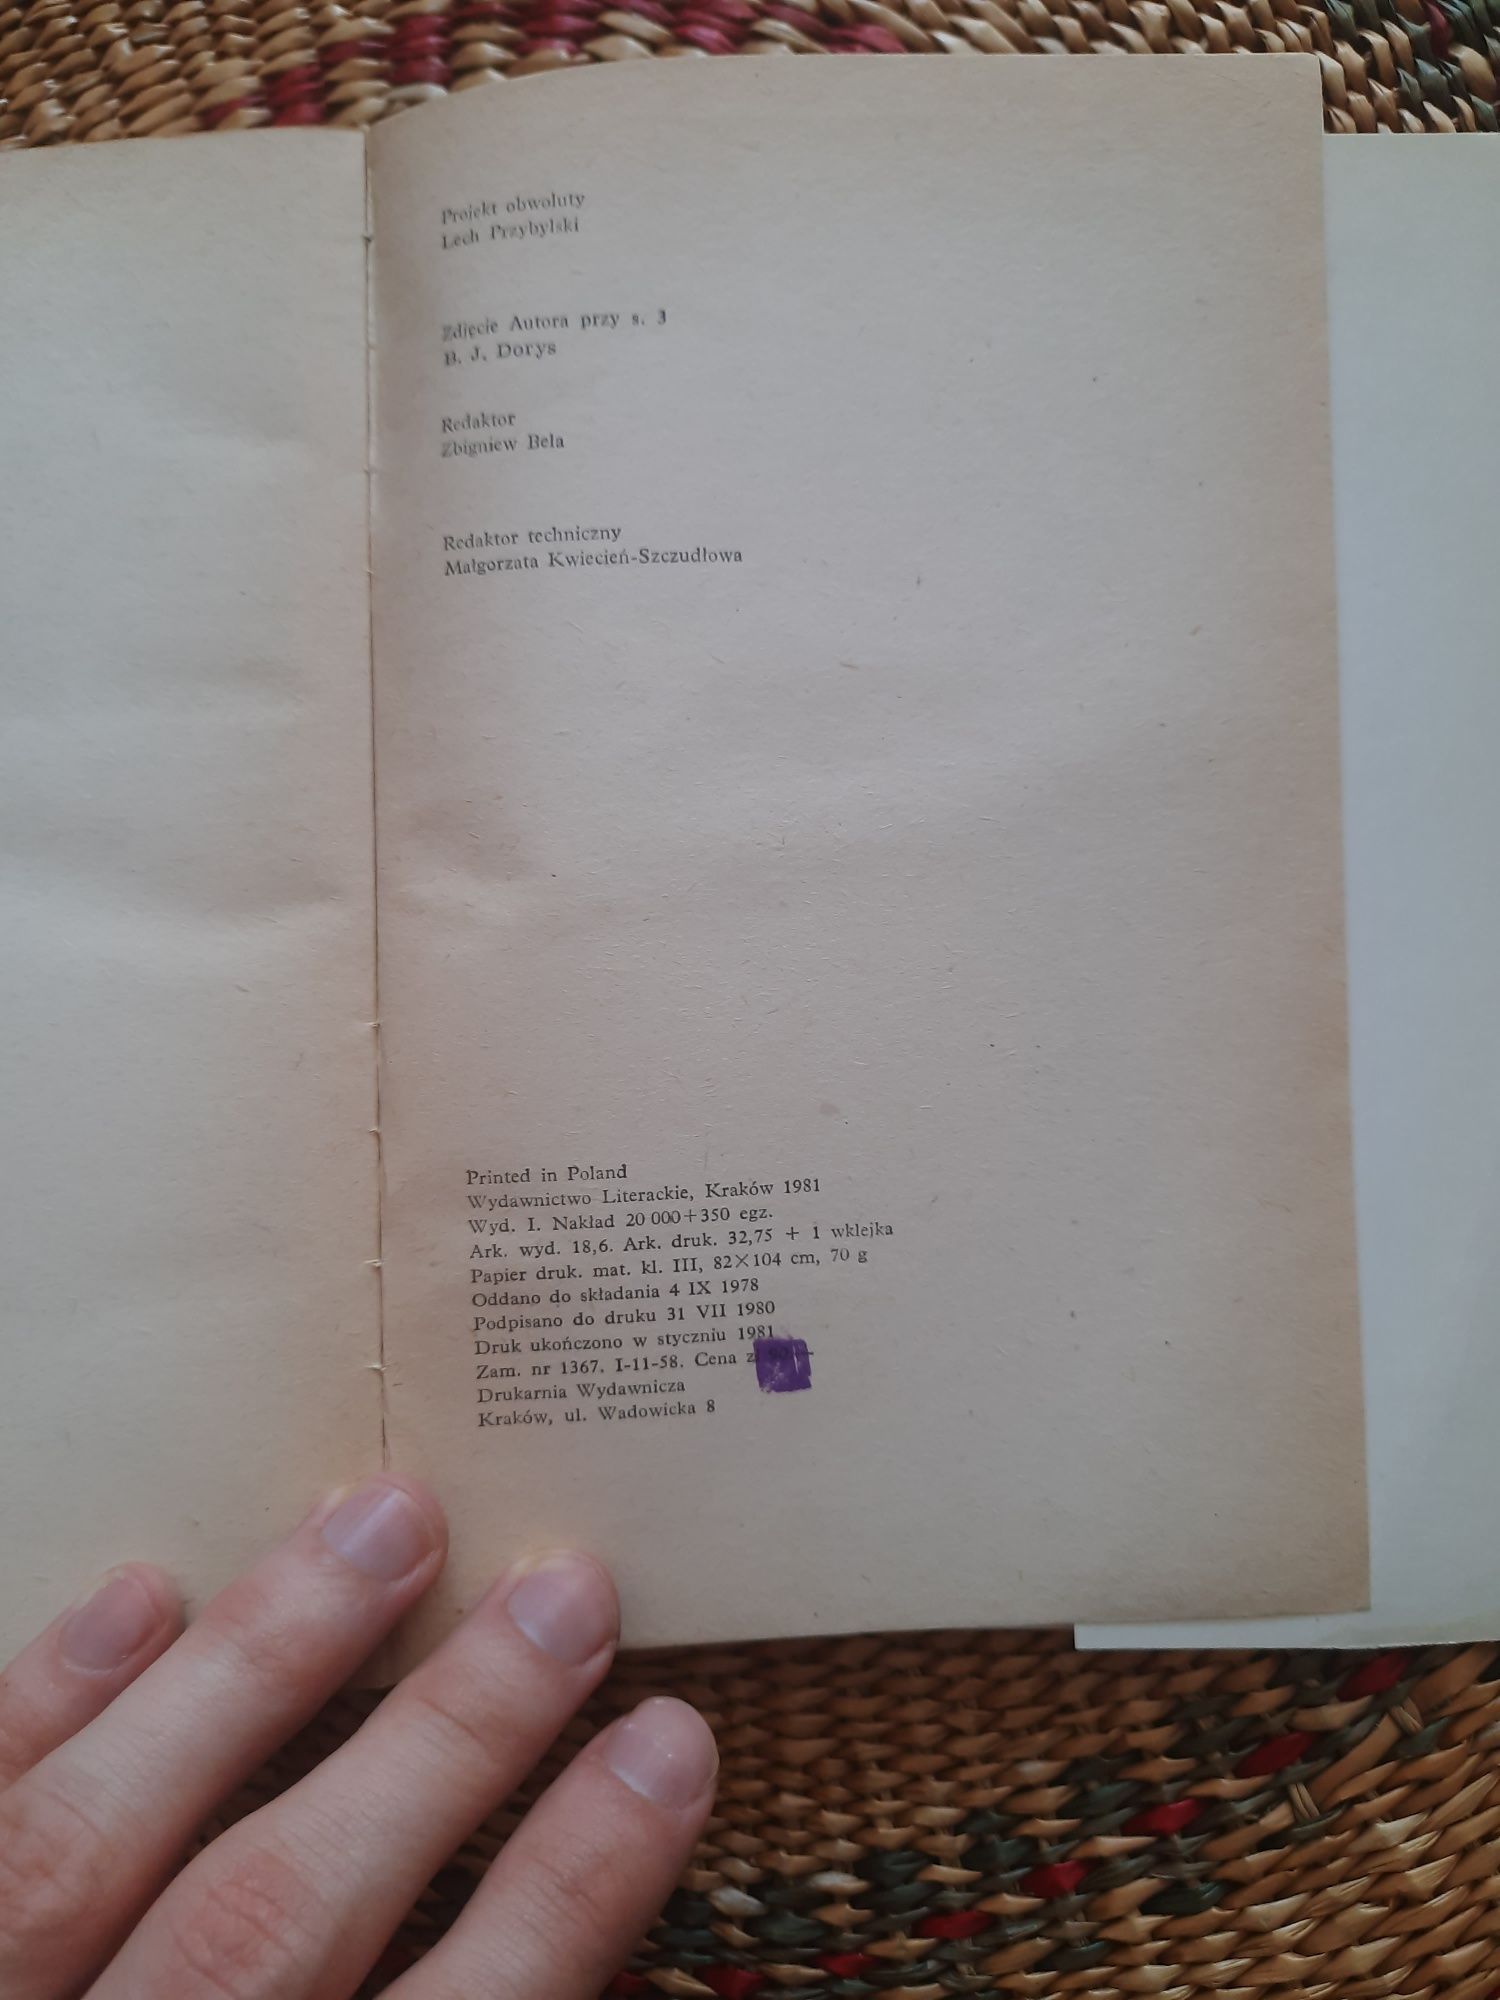 Projekt obwoluty
Lech Przybylski
Zdjęcie Autora przy s. 3
B. J. Dorys
Redaktor
Zbigniew Bela
Redaktor techniczny
Małgorzata Kwiecień-Szczudłowa
Printed in Poland
Wydawnictwo Literackie, Kraków 1981
Wyd. I. Nakład 20 000+350 egz.
Ark. wyd. 18,6. Ark. druk. 32,75 + 1 wklejka
Papier druk. mat. kl. III, 82×104 cm, 70 g
Oddano do składania 4 IX 1978
Podpisano do druku 31 VII 1980
Druk ukończono w styczniu 1981
Zam. nr 1367. I-11-58. Cena
Drukarnia Wydawnicza
Kraków, ul. Wadowicka 8